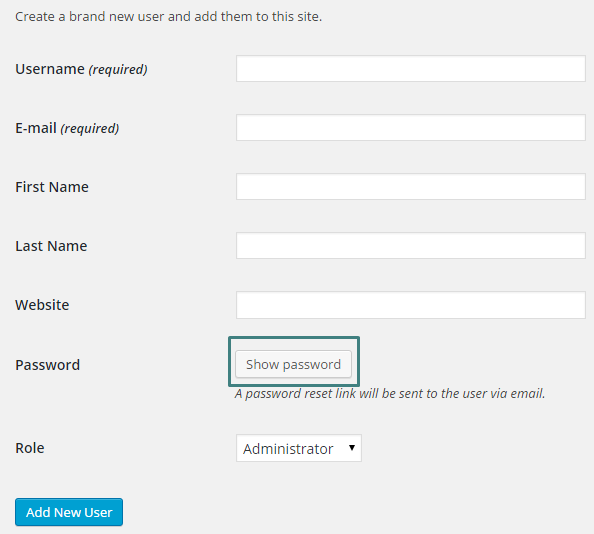 Create a brand new user and add them to this site.
Username (required)
E-mail (required)
First Name
Last Name
Website
Password
Show password
A password reset link will be sent to the user via email.
Role
Administrator
Add New User